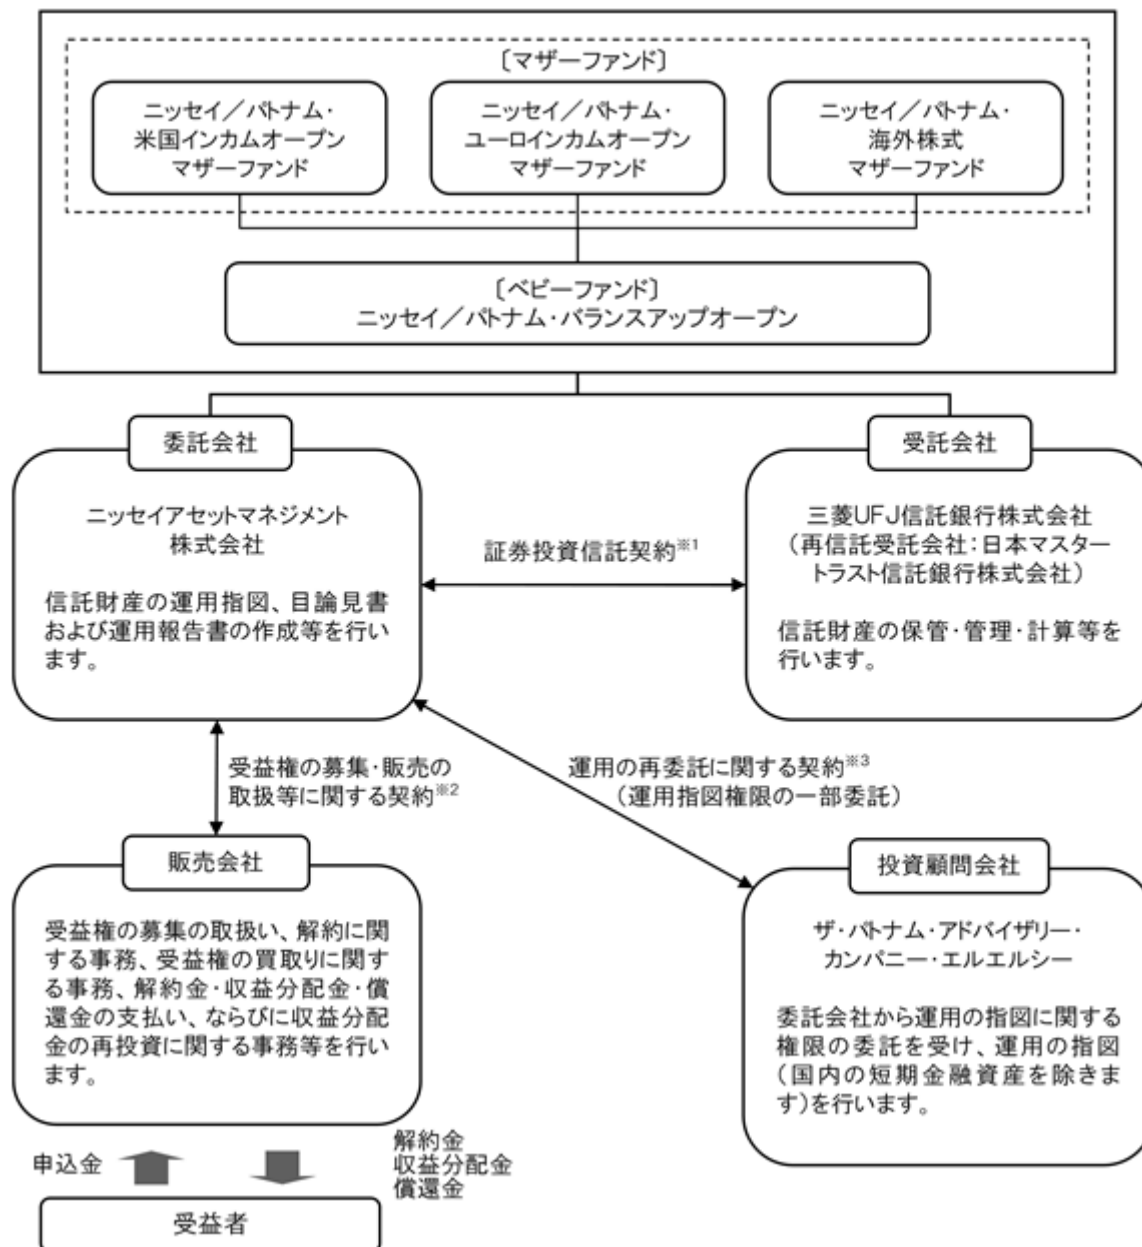 〔マザーファンド〕
ニッセイ／パトナム・
米国インカムオープン
マザーファンド
ニッセイ／パトナム・
ユーロインカムオープン
マザーファンド
ニッセイ／パトナム・
海外株式
マザーファンド
〔ベビーファンド〕
ニッセイ／パトナム・バランスアップオープン
委託会社
ニッセイアセットマネジメント
株式会社
信託財産の運用指図、目論見書
および運用報告書の作成等を行い
ます。
証券投資信託契約※1
受託会社
三菱UFJ信託銀行株式会社
（再信託受託会社：日本マスター
トラスト信託銀行株式会社）
信託財産の保管・管理・計算等を
行います。
受益権の募集・販売の
取扱等に関する契約※2
運用の再委託に関する契約※3
（運用指図権限の一部委託）
販売会社
受益権の募集の取扱い、解約に関
する事務、受益権の買取りに関す
る事務、解約金・収益分配金・償
還金の支払い、ならびに収益分配
金の再投資に関する事務等を行い
ます。
投資顧問会社
ザ・パトナム・アドバイザリー・
カンパニー・エルエルシー
委託会社から運用の指図に関する
権限の委託を受け、運用の指図
（国内の短期金融資産を除きま
す）を行います。
申込金
解約金
収益分配金
償還金
受益者